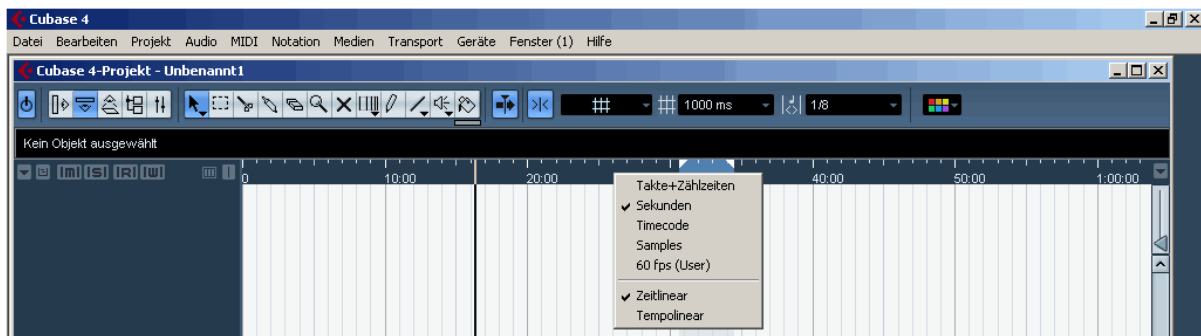 Cubase 4
Datei Bearbeiten Projekt Audio MIDI Notation Medien Transport Geräte Fenster (1) Hilfe
Cubase 4-Projekt - Unbenannt1
1000 ms 1/8
Kein Objekt ausgewählt
m S R W
0 10:00 20:00 40:00 50:00 1:00:00
Takte+Zählzeiten
Sekunden
Timecode
Samples
60 fps (User)
Zeitlinear
Tempolinear